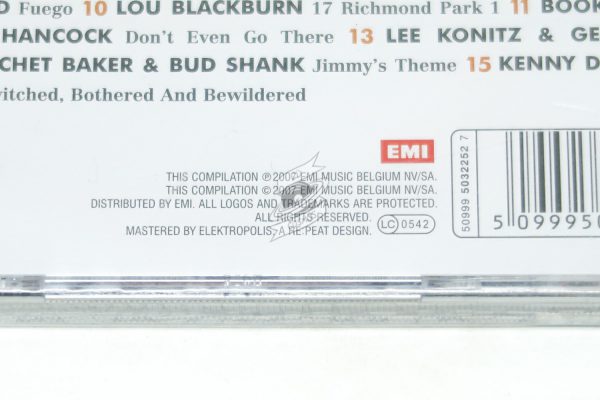 D Fuego 10 LOU BLACKBURN 17 Richmond Park 1 11 BOOK
HANCOCK Don't Even Go There 13 LEE KONITZ & GE
CHET BAKER & BUD SHANK Jimmy's Theme 15 KENNY D
witched, Bothered And Bewildered
EMI
THIS COMPILATION ℗ 2007 EMI MUSIC BELGIUM NV/SA.
THIS COMPILATION © 2007 EMI MUSIC BELGIUM NV/SA.
DISTRIBUTED BY EMI. ALL LOGOS AND TRADEMARKS ARE PROTECTED.
ALL RIGHTS RESERVED.
MASTERED BY ELEKTROPOLIS, A RE:PEAT DESIGN.
LC 0542
50999 5032252 7
5 099950